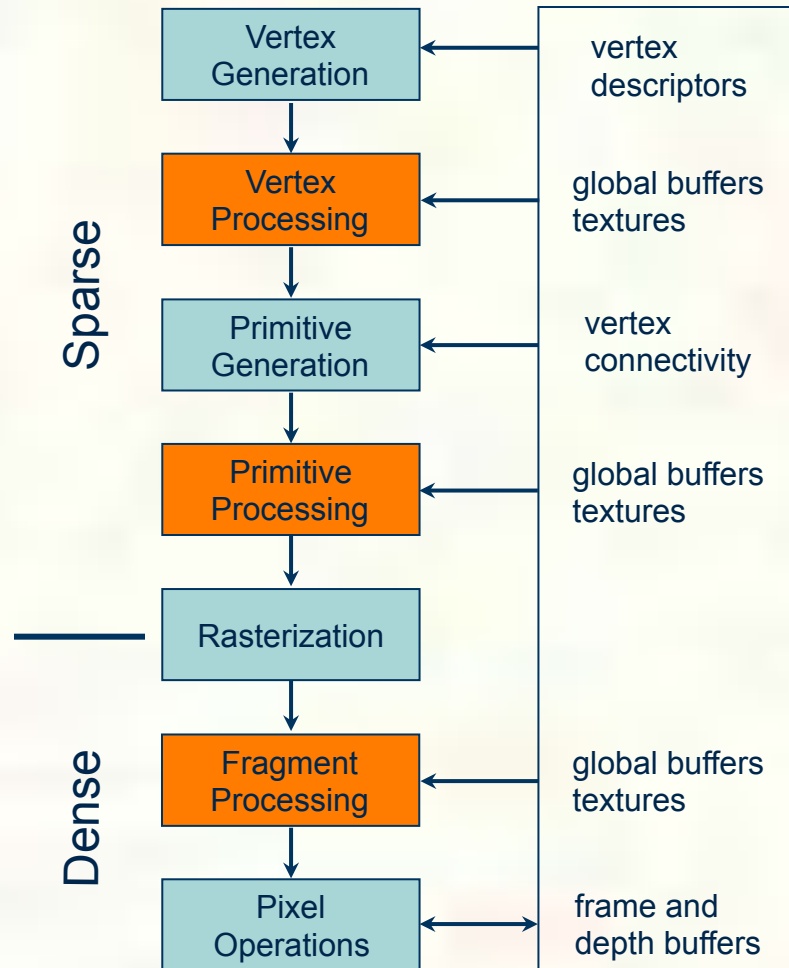 Vertex
Generation
vertex
descriptors
Vertex
Processing
global buffers
textures
Sparse
Primitive
Generation
vertex
connectivity
Primitive
Processing
global buffers
textures
Rasterization
Dense
Fragment
Processing
global buffers
textures
Pixel
Operations
frame and
depth buffers